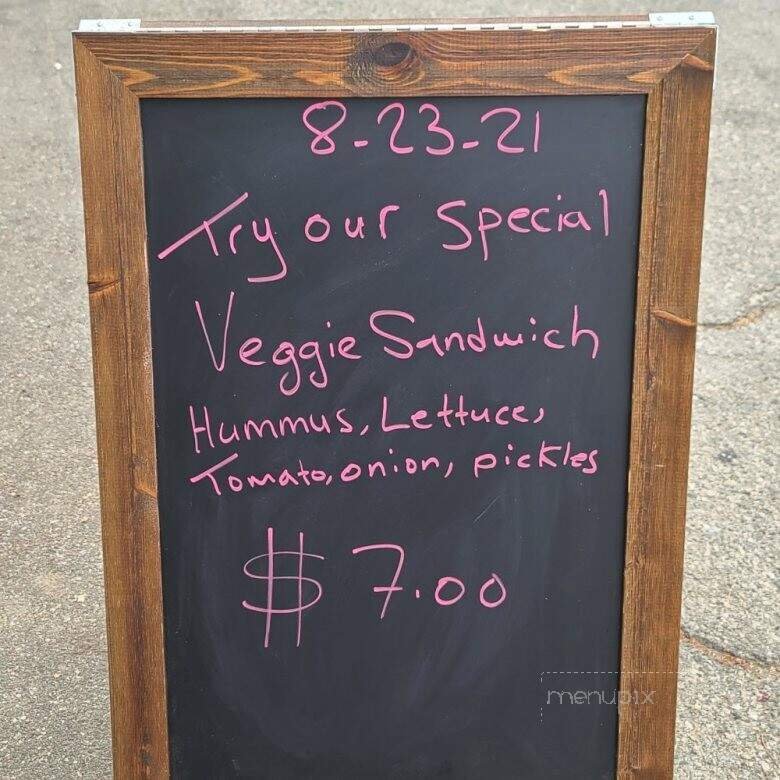 8-23-21
Try our special
Veggie Sandwich
Hummus, Lettuce,
Tomato, onion, pickles
$ 7.00
menupix